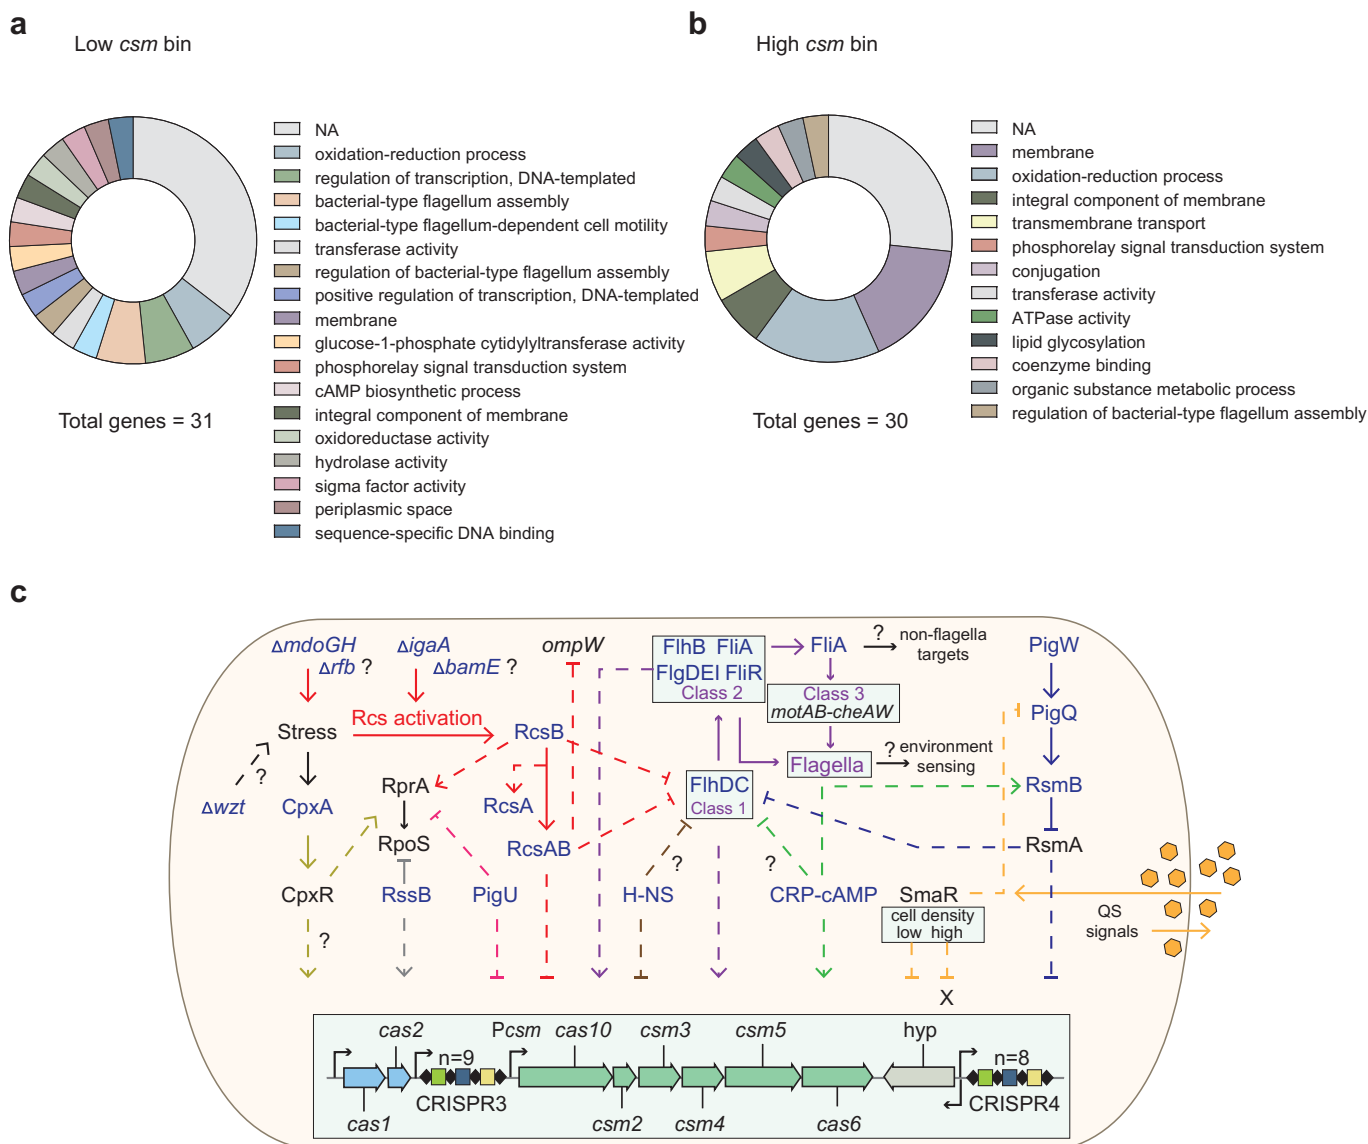 a
Low csm bin
NA
oxidation-reduction process
regulation of transcription, DNA-templated
bacterial-type flagellum assembly
bacterial-type flagellum-dependent cell motility
transferase activity
regulation of bacterial-type flagellum assembly
positive regulation of transcription, DNA-templated
membrane
glucose-1-phosphate cytidylyltransferase activity
phosphorelay signal transduction system
cAMP biosynthetic process
integral component of membrane
oxidoreductase activity
hydrolase activity
sigma factor activity
periplasmic space
sequence-specific DNA binding
Total genes = 31
b
High csm bin
NA
membrane
oxidation-reduction process
integral component of membrane
transmembrane transport
phosphorelay signal transduction system
conjugation
transferase activity
ATPase activity
lipid glycosylation
coenzyme binding
organic substance metabolic process
regulation of bacterial-type flagellum assembly
Total genes = 30
c
ΔmdoGH
Δrfb ?
ΔigaA
ΔbamE ?
ompW
FlhB FliA
FlgDEI FliR
Class 2
FliA
?
non-flagella
targets
PigW
Class 3
motAB-cheAW
PigQ
Stress
Rcs activation
RcsB
Flagella
?
environment
sensing
?
Δwzt
CpxA
RprA
RcsA
FlhDC
Class 1
RsmB
RpoS
RcsAB
RsmA
?
?
CpxR
RssB
PigU
H-NS
CRP-cAMP
SmaR
cell density
low high
QS
signals
?
X
cas2
n=9
Pcsm
cas10
csm3
csm5
hyp
n=8
cas1
CRISPR3
csm2
csm4
cas6
CRISPR4